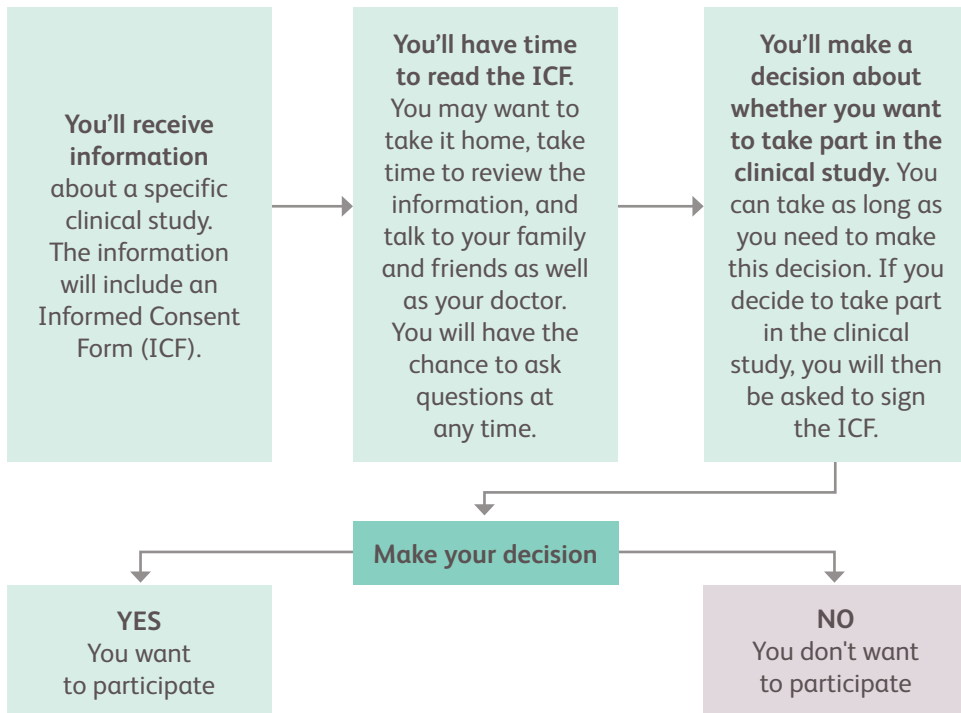 You’ll receive
information
about a specific
clinical study.
The information
will include an
Informed Consent
Form (ICF).
You’ll have time
to read the ICF.
You may want to
take it home, take
time to review the
information, and
talk to your family
and friends as well
as your doctor.
You will have the
chance to ask
questions at
any time.
You’ll make a
decision about
whether you want
to take part in the
clinical study. You
can take as long as
you need to make
this decision. If you
decide to take part
in the clinical
study, you will then
be asked to sign
the ICF.
Make your decision
YES
You want
to participate
NO
You don't want
to participate